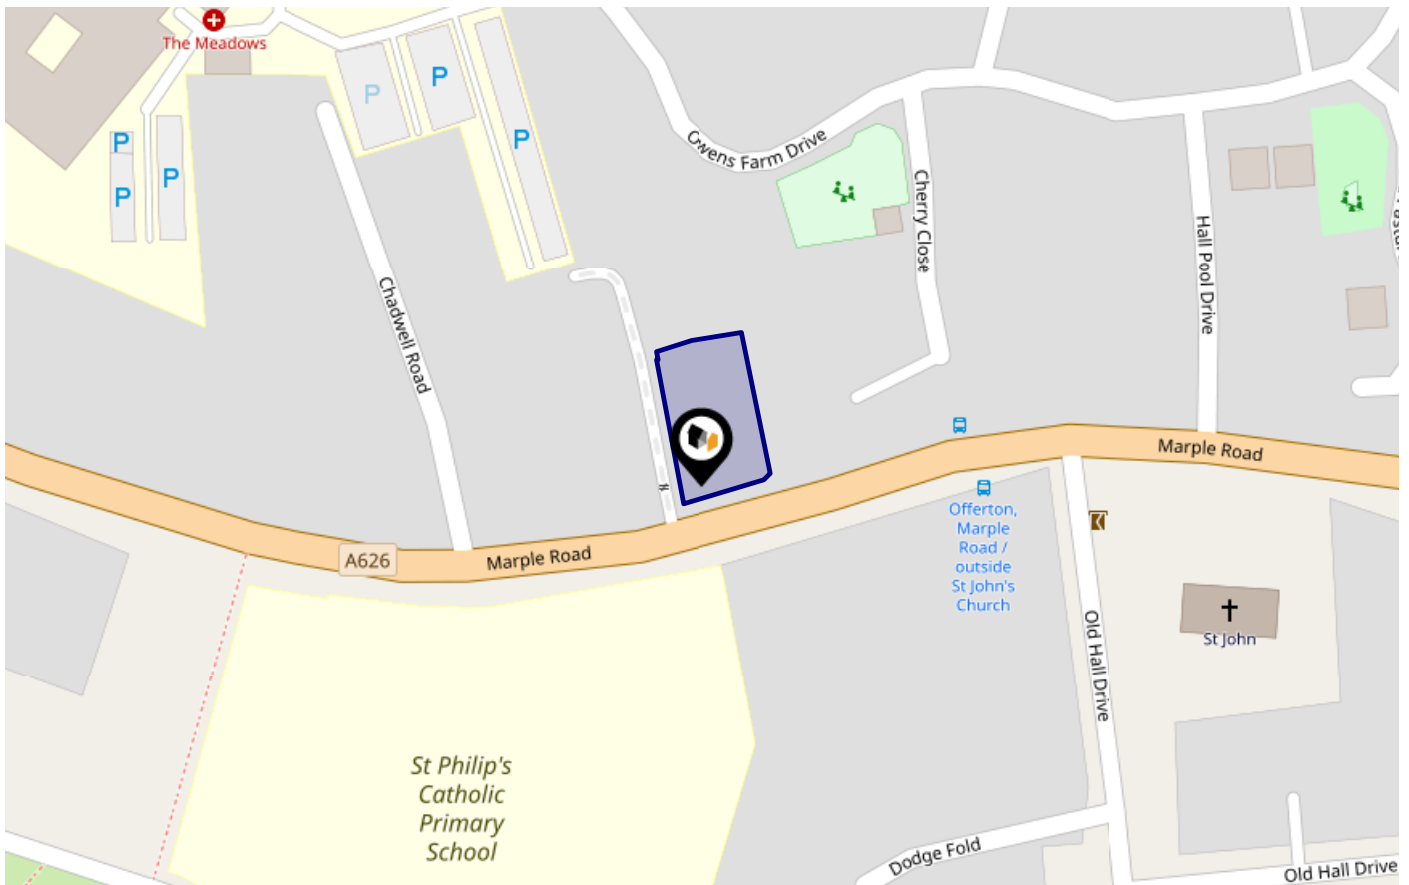 The Meadows
P
P
P
P
P
P
Owens Farm Drive
Cherry Close
Hall Pool Drive
Chadwell Road
Marple Road
A626
Marple Road
Offerton,
Marple
Road /
outside
St John's
Church
St John
Old Hall Drive
St Philip's
Catholic
Primary
School
Dodge Fold
Old Hall Drive